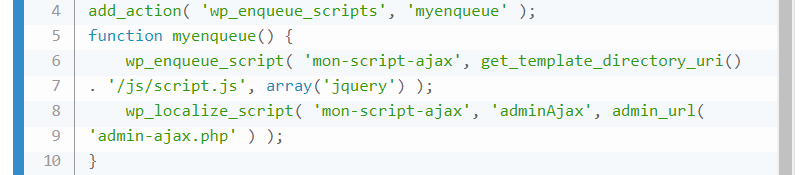 4 add_action( 'wp_enqueue_scripts', 'myenqueue' );
5 function myenqueue() {
6     wp_enqueue_script( 'mon-script-ajax', get_template_directory_uri()
7 . '/js/script.js', array('jquery') );
8     wp_localize_script( 'mon-script-ajax', 'adminAjax', admin_url(
9 'admin-ajax.php' ) );
10 }